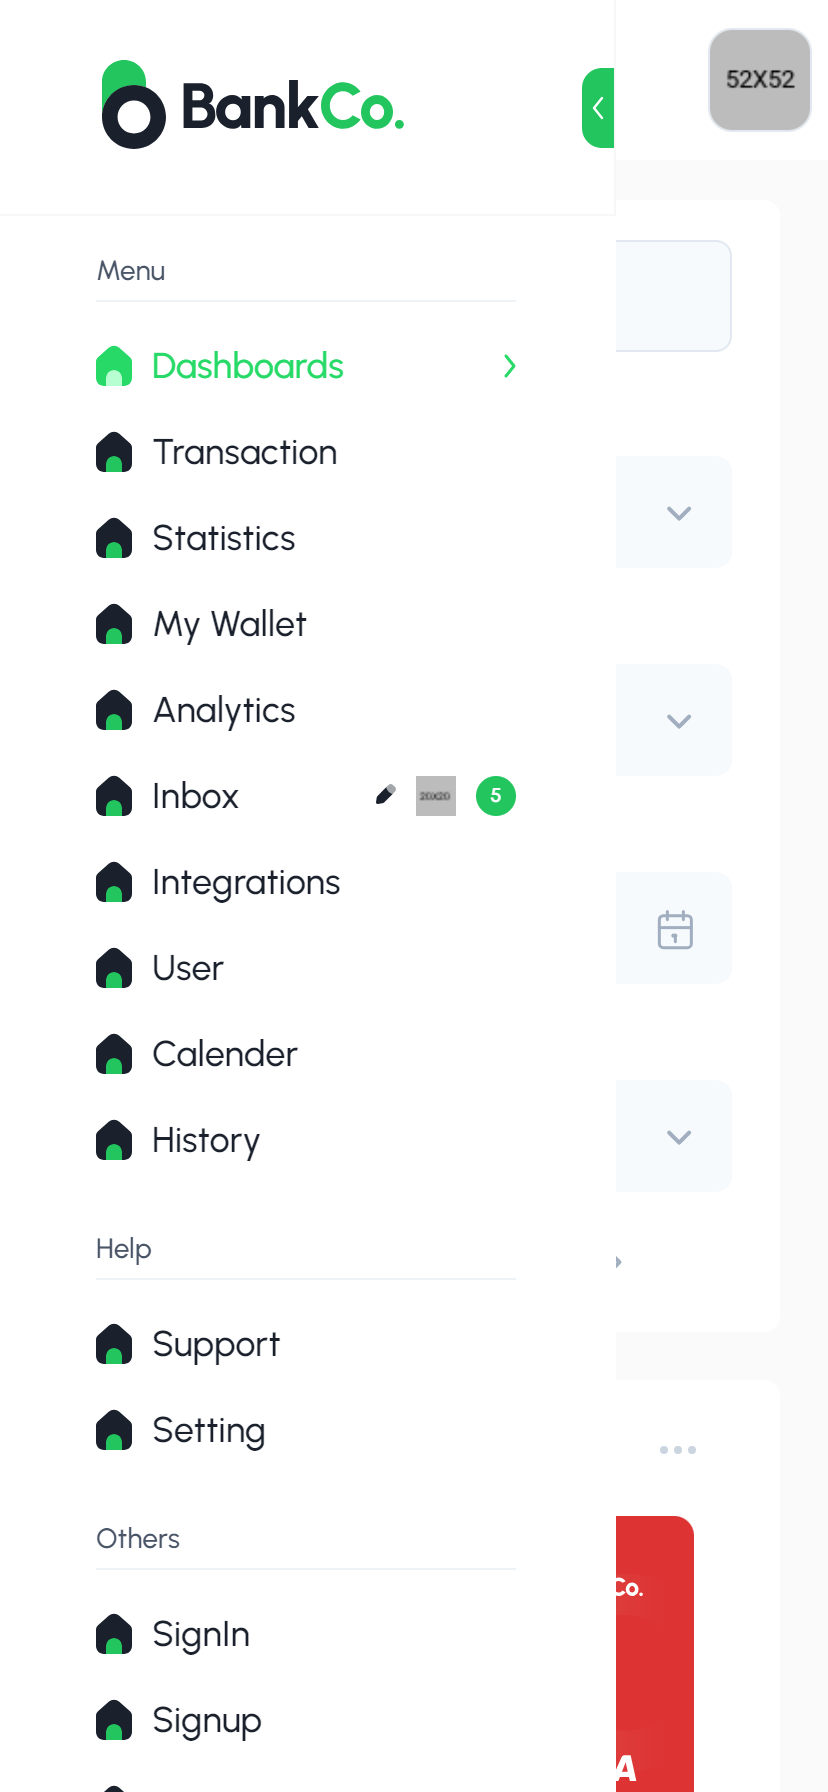 BankCo.
52X52
Menu
Dashboards
Transaction
Statistics
My Wallet
Analytics
Inbox
20X20
5
Integrations
User
Calender
History
Help
Support
Setting
Others
SignIn
Co.
Signup
A